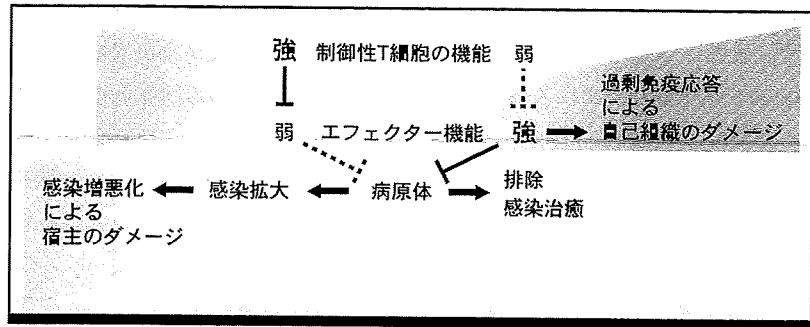 強 制御性T細胞の機能 弱
過剰免疫応答
による
自己組織のダメージ
弱 エフェクター機能 強
感染増悪化
による
宿主のダメージ
感染拡大
病原体
排除
感染治癒